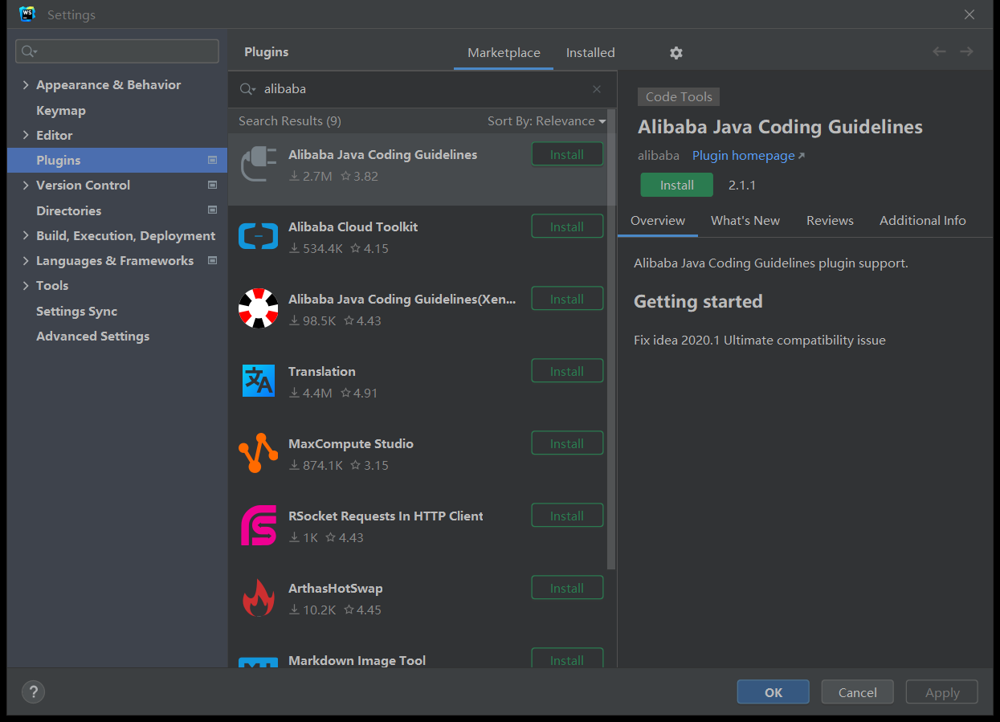 WS
Settings
Appearance & Behavior
Keymap
Editor
Plugins
Version Control
Directories
Build, Execution, Deployment
Languages & Frameworks
Tools
Settings Sync
Advanced Settings
?
Plugins
Marketplace
Installed
alibaba
Search Results (9)
Sort By: Relevance
Alibaba Java Coding Guidelines
2.7M 3.82
Install
Alibaba Cloud Toolkit
534.4K 4.15
Install
Alibaba Java Coding Guidelines(Xen...
98.5K 4.43
Install
文A
Translation
4.4M 4.91
Install
MaxCompute Studio
874.1K 3.15
Install
RSocket Requests In HTTP Client
1K 4.43
Install
ArthasHotSwap
10.2K 4.45
Install
Markdown Image Tool
Install
Code Tools
Alibaba Java Coding Guidelines
alibaba Plugin homepage
Install 2.1.1
Overview
What's New
Reviews
Additional Info
Alibaba Java Coding Guidelines plugin support.
Getting started
Fix idea 2020.1 Ultimate compatibility issue
OK
Cancel
Apply